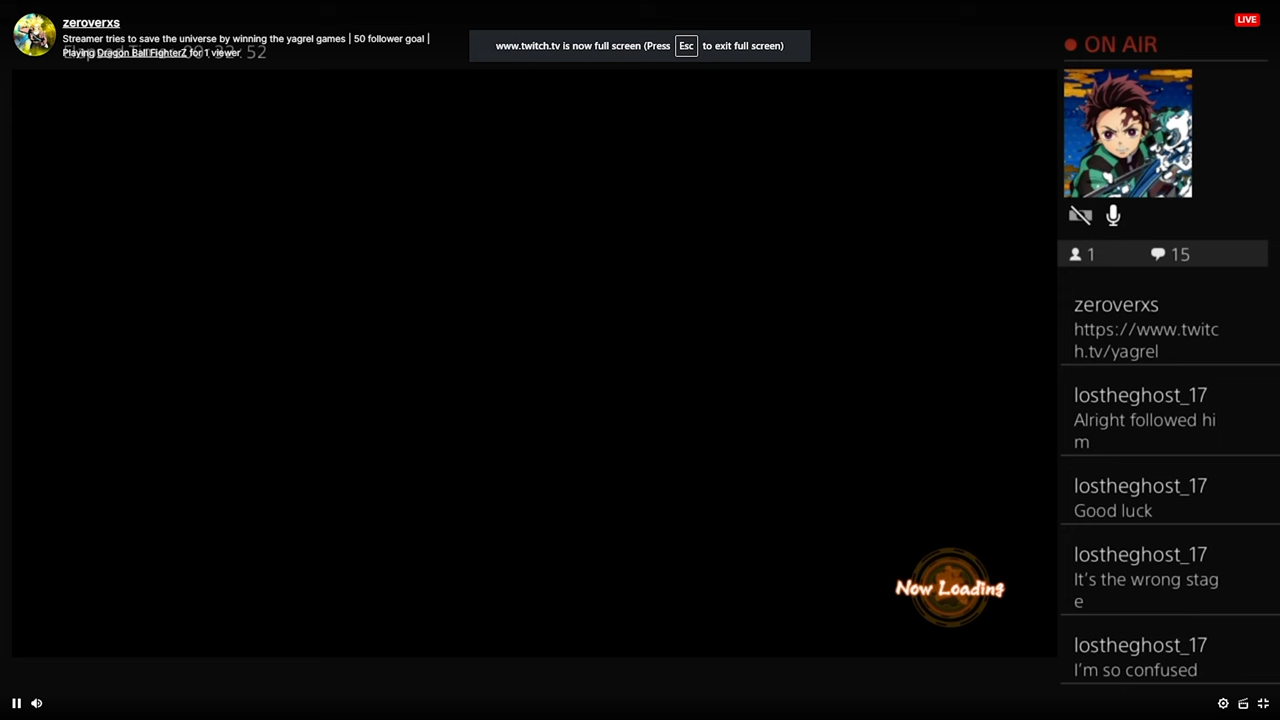 zeroverxs
Streamer tries to save the universe by winning the yagrel games | 50 follower goal |
Playing Dragon Ball FighterZ for 1 viewer
:52
www.twitch.tv is now full screen (Press Esc to exit full screen)
LIVE
ON AIR
1 15
zeroverxs
https://www.twitc
h.tv/yagrel
lostheghost_17
Alright followed hi
m
lostheghost_17
Good luck
lostheghost_17
It's the wrong stag
e
lostheghost_17
I'm so confused
Now Loading